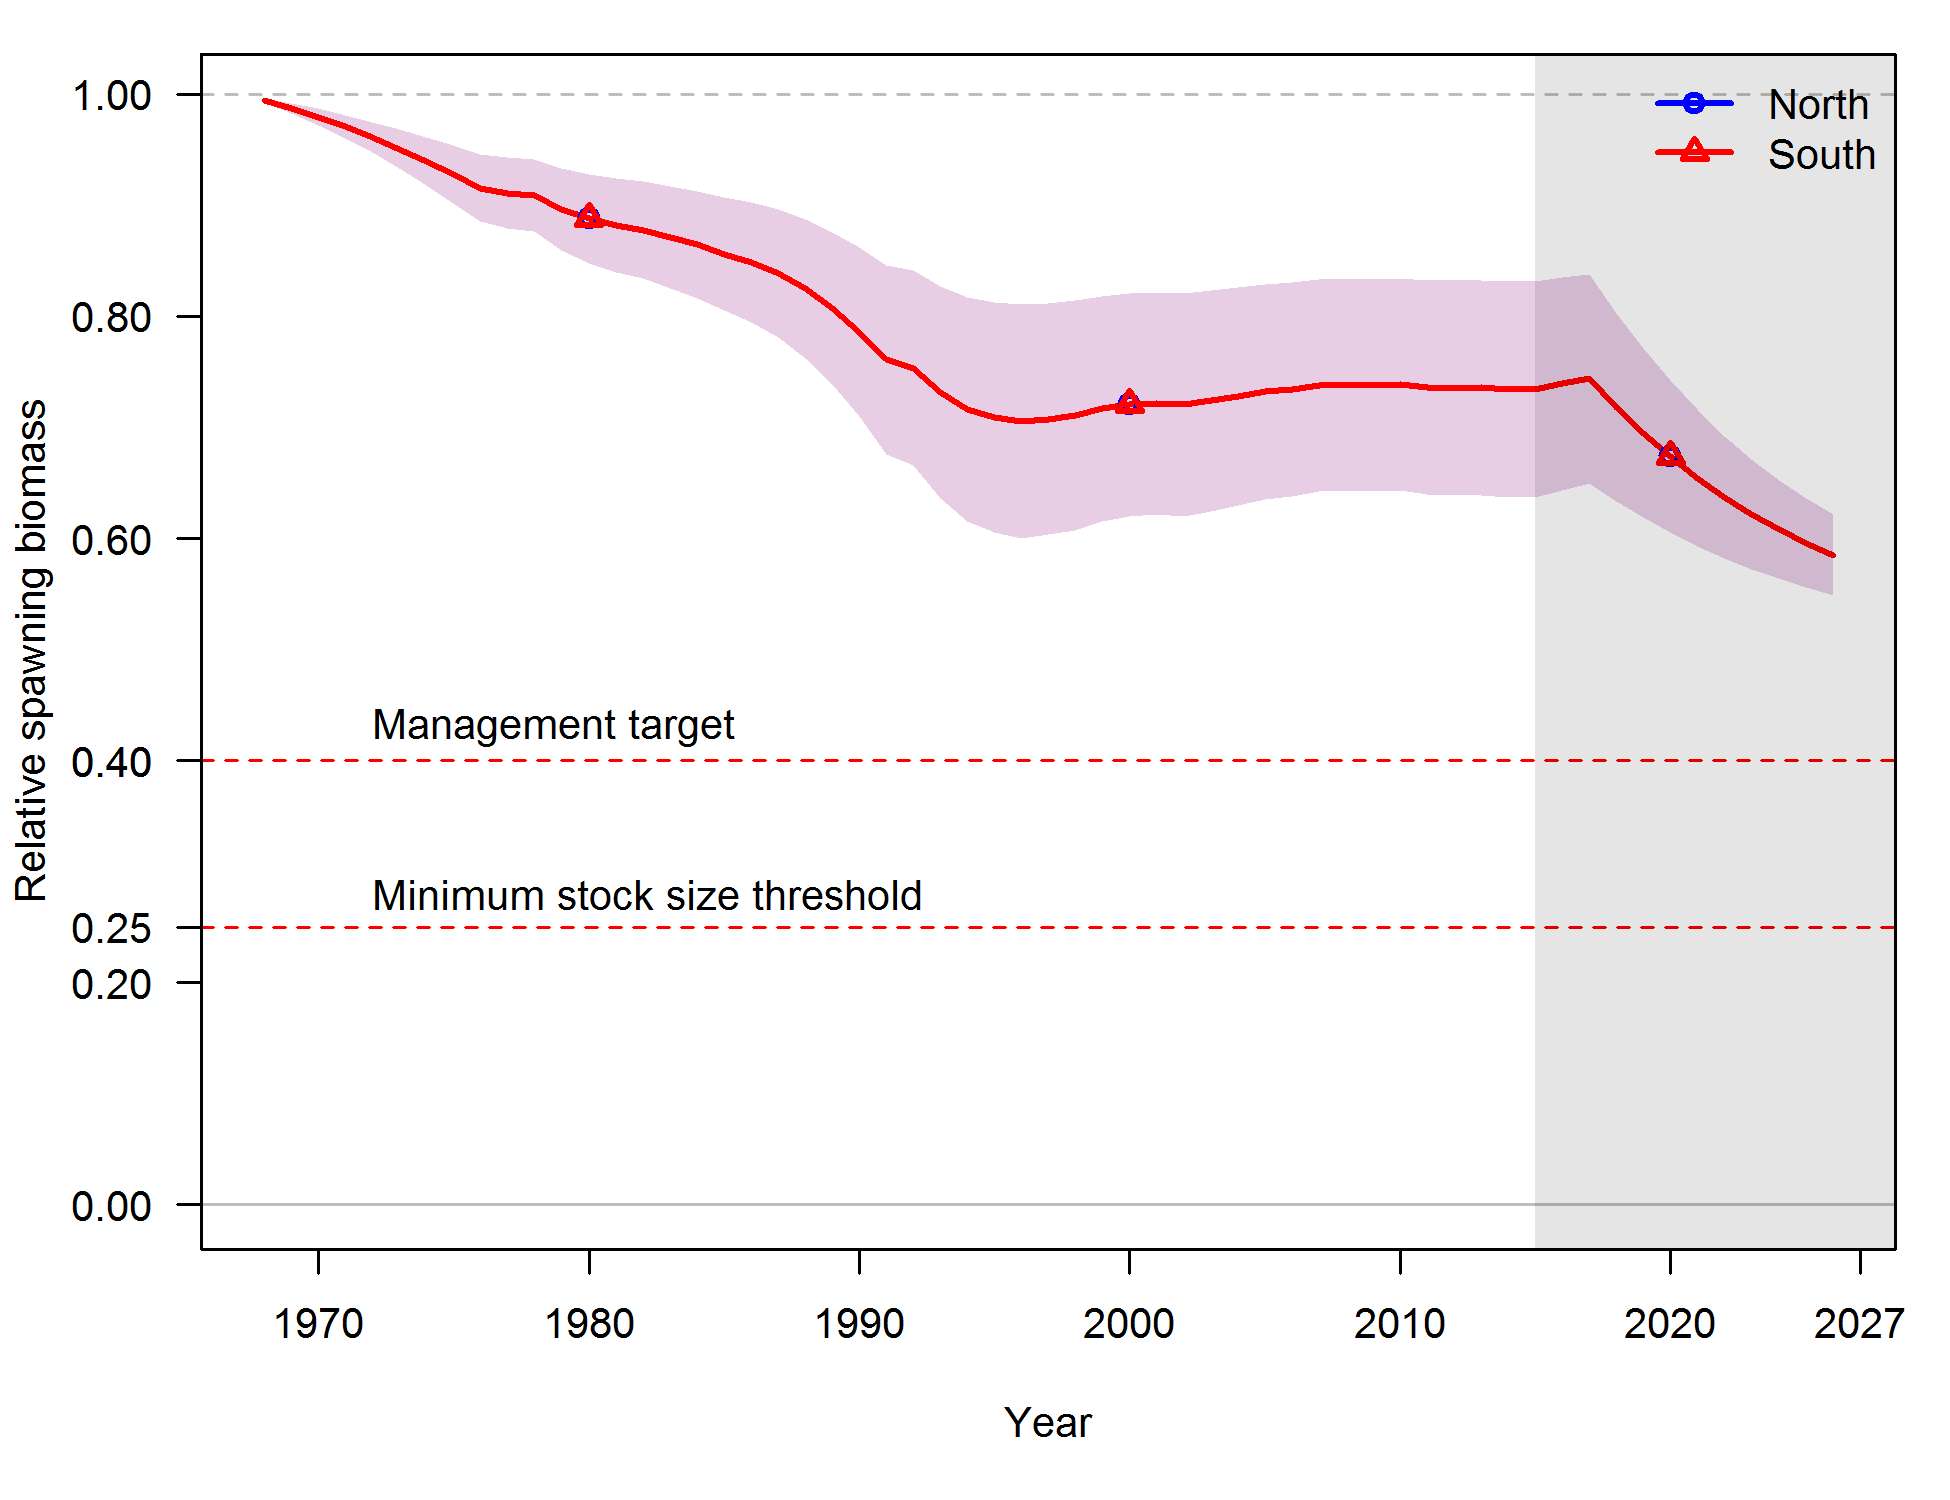 1.00
0.80
0.60
0.40
0.25
0.20
0.00
Relative spawning biomass
North
South
Management target
Minimum stock size threshold
1970 1980 1990 2000 2010 2020 2027
Year